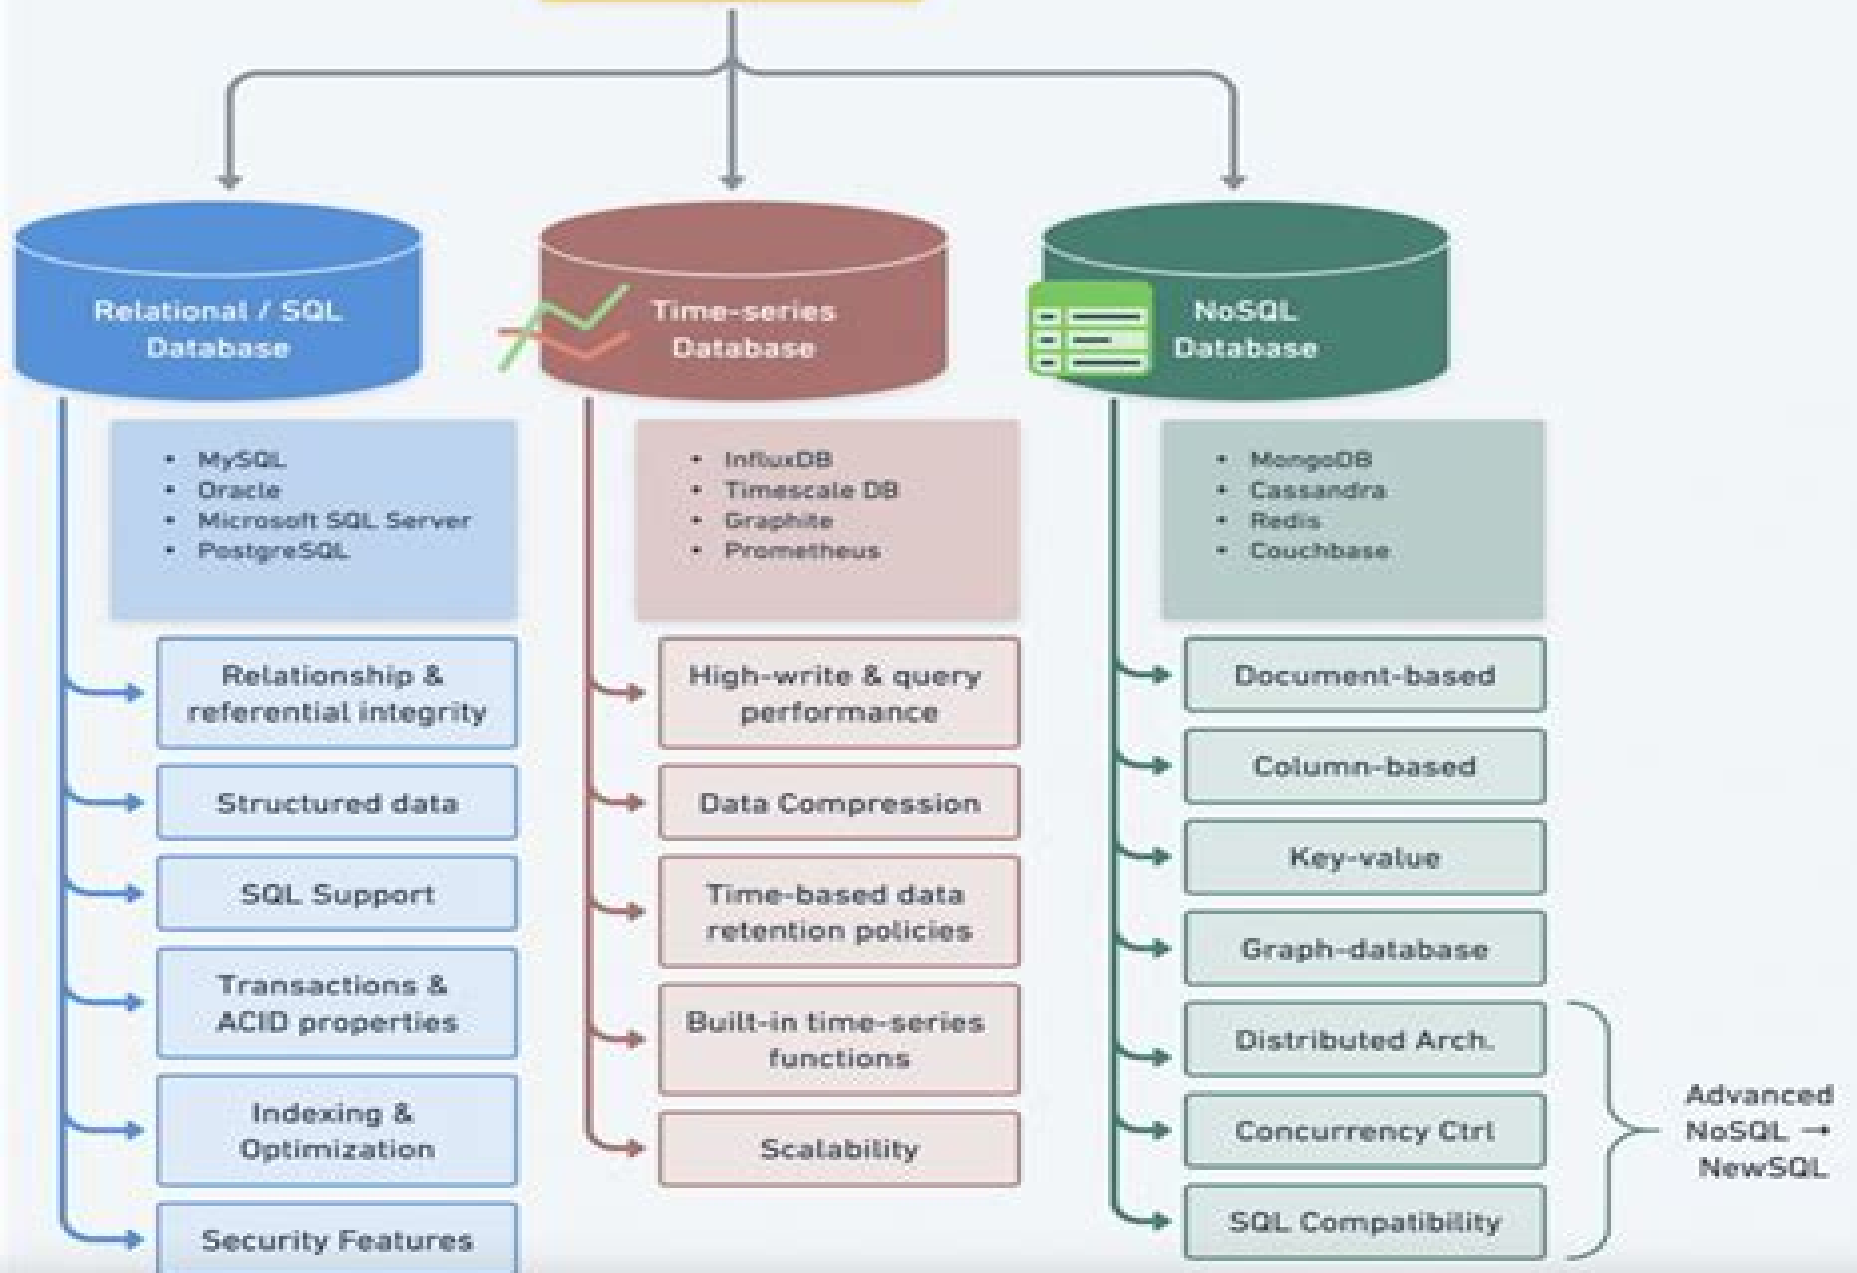 Relational / SQL
Database
MySQL
Oracle
Microsoft SQL Server
PostgreSQL
Relationship &
referential integrity
Structured data
SQL Support
Transactions &
ACID properties
Indexing &
Optimization
Security Features
Time-series
Database
InfluxDB
Timescale DB
Graphite
Prometheus
High-write & query
performance
Data Compression
Time-based data
retention policies
Built-in time-series
functions
Scalability
NoSQL
Database
MongoDB
Cassandra
Redis
Couchbase
Document-based
Column-based
Key-value
Graph-database
Distributed Arch.
Concurrency Ctrl
SQL Compatibility
Advanced
NoSQL →
NewSQL